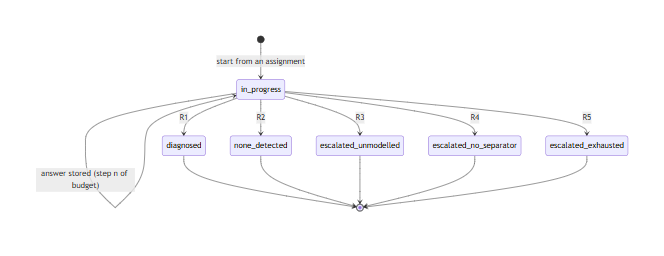 start from an assignment
in_progress
R1
R2
R3
R4
R5
diagnosed
none_detected
escalated_unmodelled
escalated_no_separator
escalated_exhausted
answer stored (step n of
budget)